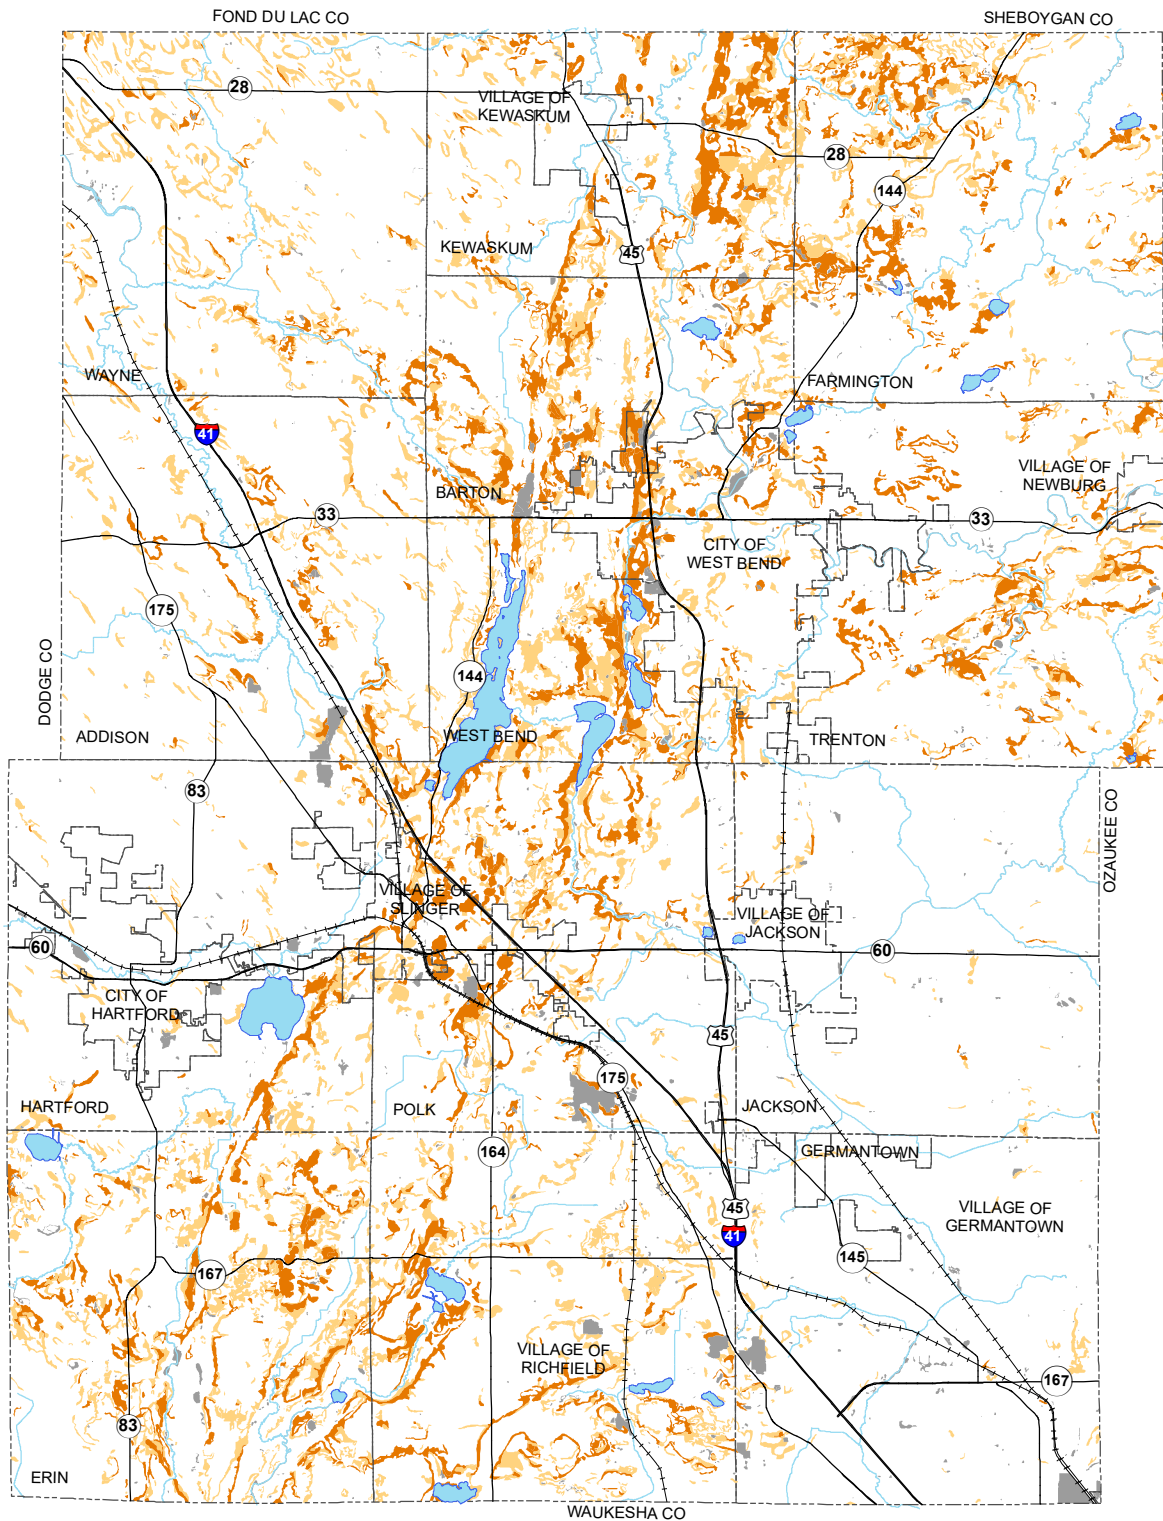 FOND DU LAC CO
SHEBOYGAN CO
28
VILLAGE OF
KEWASKUM
28
144
KEWASKUM
45
WAYNE
FARMINGTON
41
VILLAGE OF
NEWBURG
BARTON
33
33
CITY OF
WEST BEND
175
DODGE CO
144
ADDISON
WEST BEND
TRENTON
83
OZAUKEE CO
VILLAGE OF
SLINGER
VILLAGE OF
JACKSON
60
60
CITY OF
HARTFORD
45
175
HARTFORD
POLK
JACKSON
164
GERMANTOWN
45
VILLAGE OF
GERMANTOWN
41
145
167
VILLAGE OF
RICHFIELD
167
83
ERIN
WAUKESHA CO